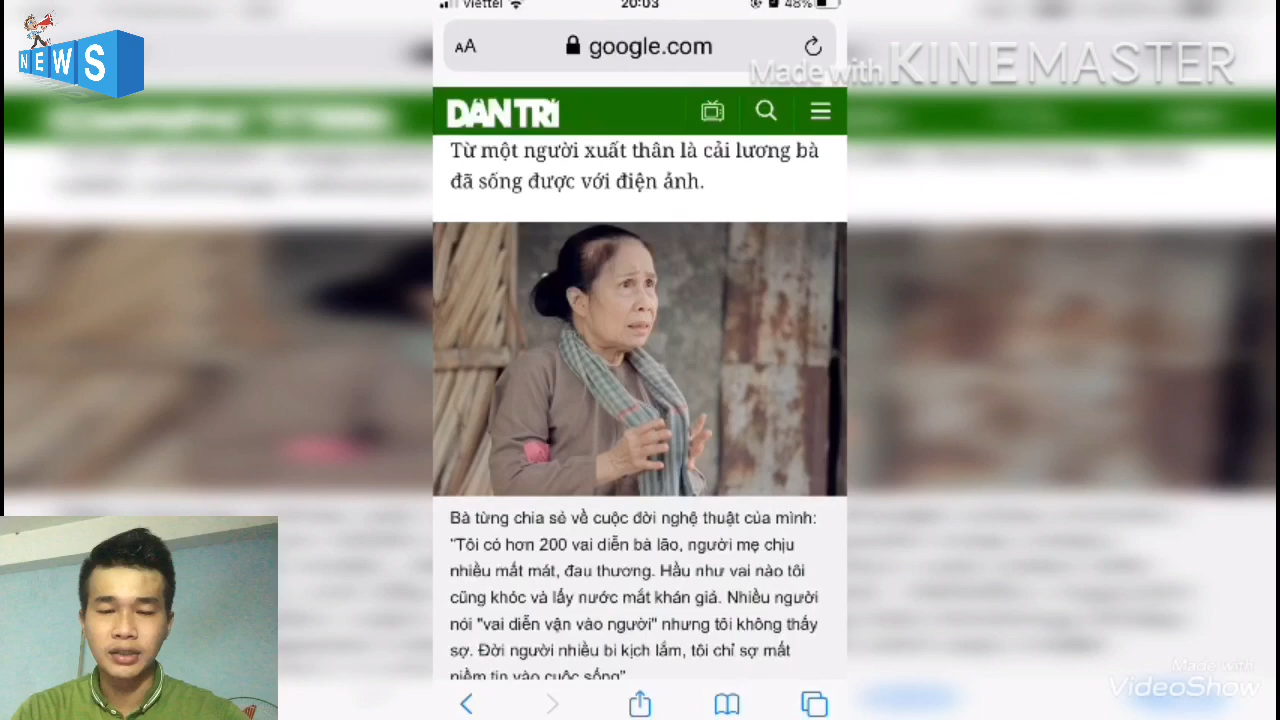 Viettel
20:03
48%
NEWS
AA
google.com
Made with KINEMASTER
DÂN TRÍ
Từ một người xuất thân là cải lương bà
đã sống được với điện ảnh.
Bà từng chia sẻ về cuộc đời nghệ thuật của mình:
"Tôi có hơn 200 vai diễn bà lão, người mẹ chịu
nhiều mất mát, đau thương. Hầu như vai nào tôi
cũng khóc và lấy nước mắt khán giả. Nhiều người
nói "vai diễn vận vào người" nhưng tôi không thấy
sợ. Đời người nhiều bi kịch lắm, tôi chỉ sợ mất
niềm tin vào cuộc sống"
Made with
VideoShow